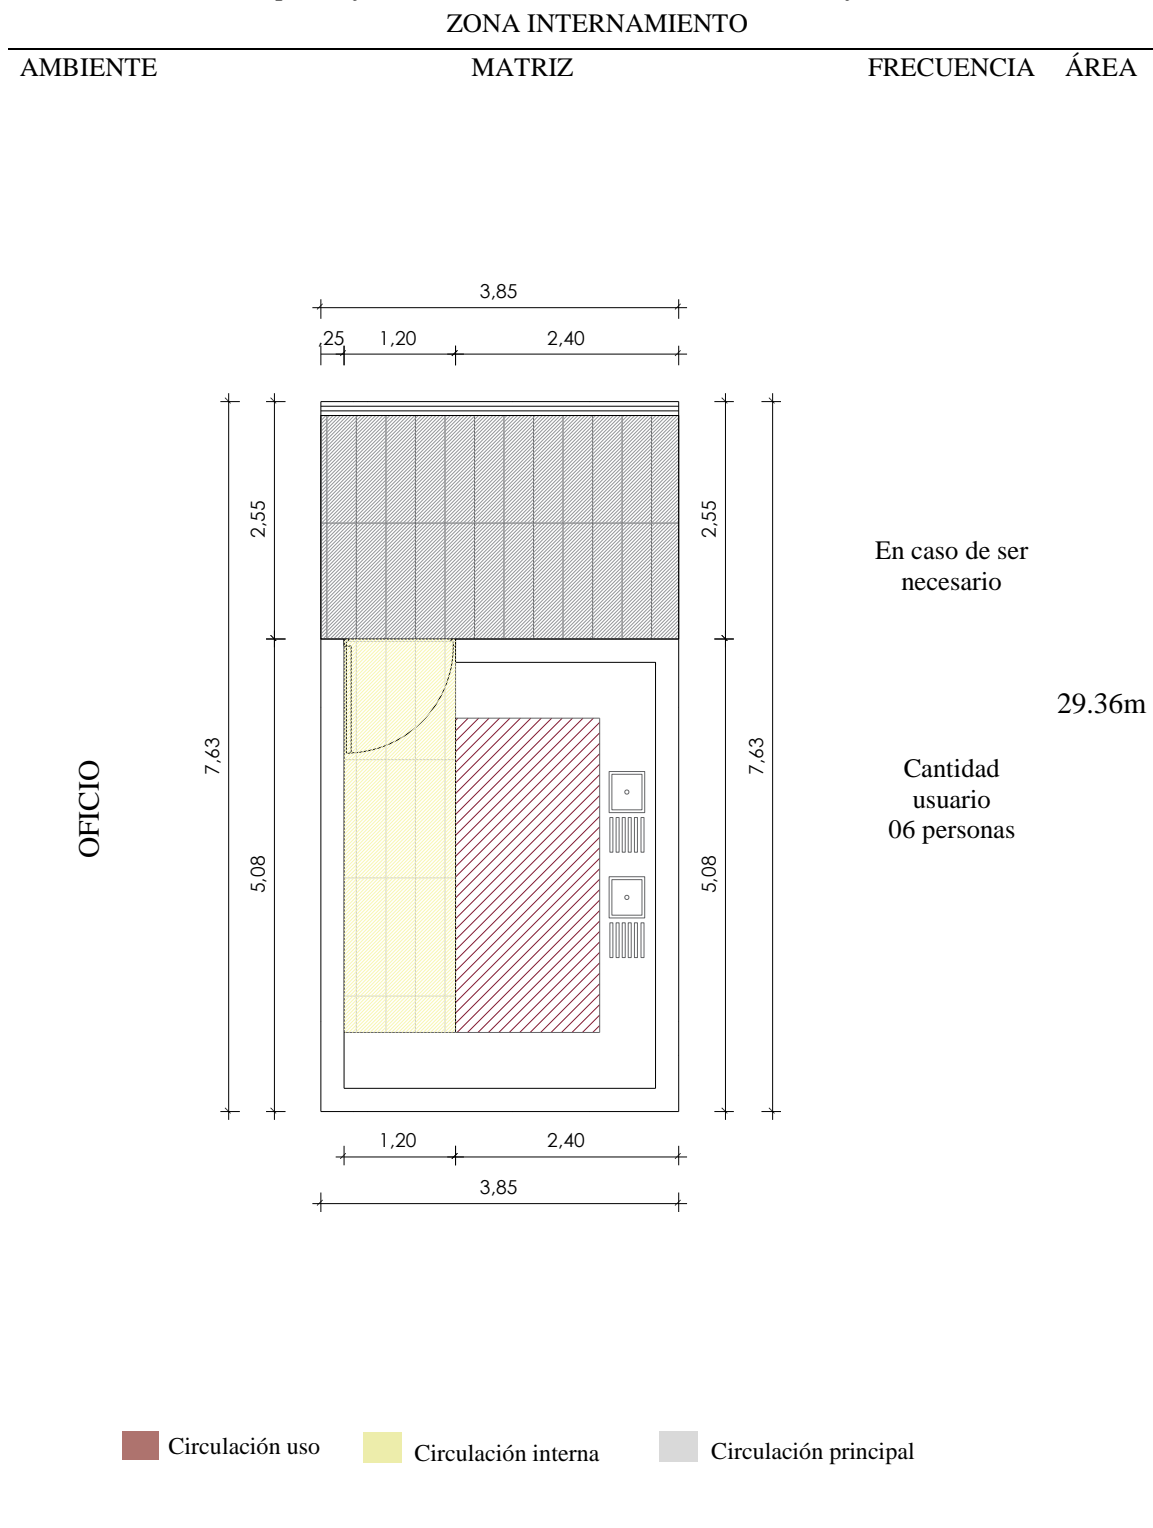 ZONA INTERNAMIENTO
AMBIENTE MATRIZ FRECUENCIA ÁREA
3,85
,25 1,20 2,40
2,55
2,55
En caso de ser
necesario
29.36m
7,63
7,63
OFICIO
Cantidad
usuario
06 personas
5,08
5,08
1,20 2,40
3,85
Circulación uso Circulación interna Circulación principal